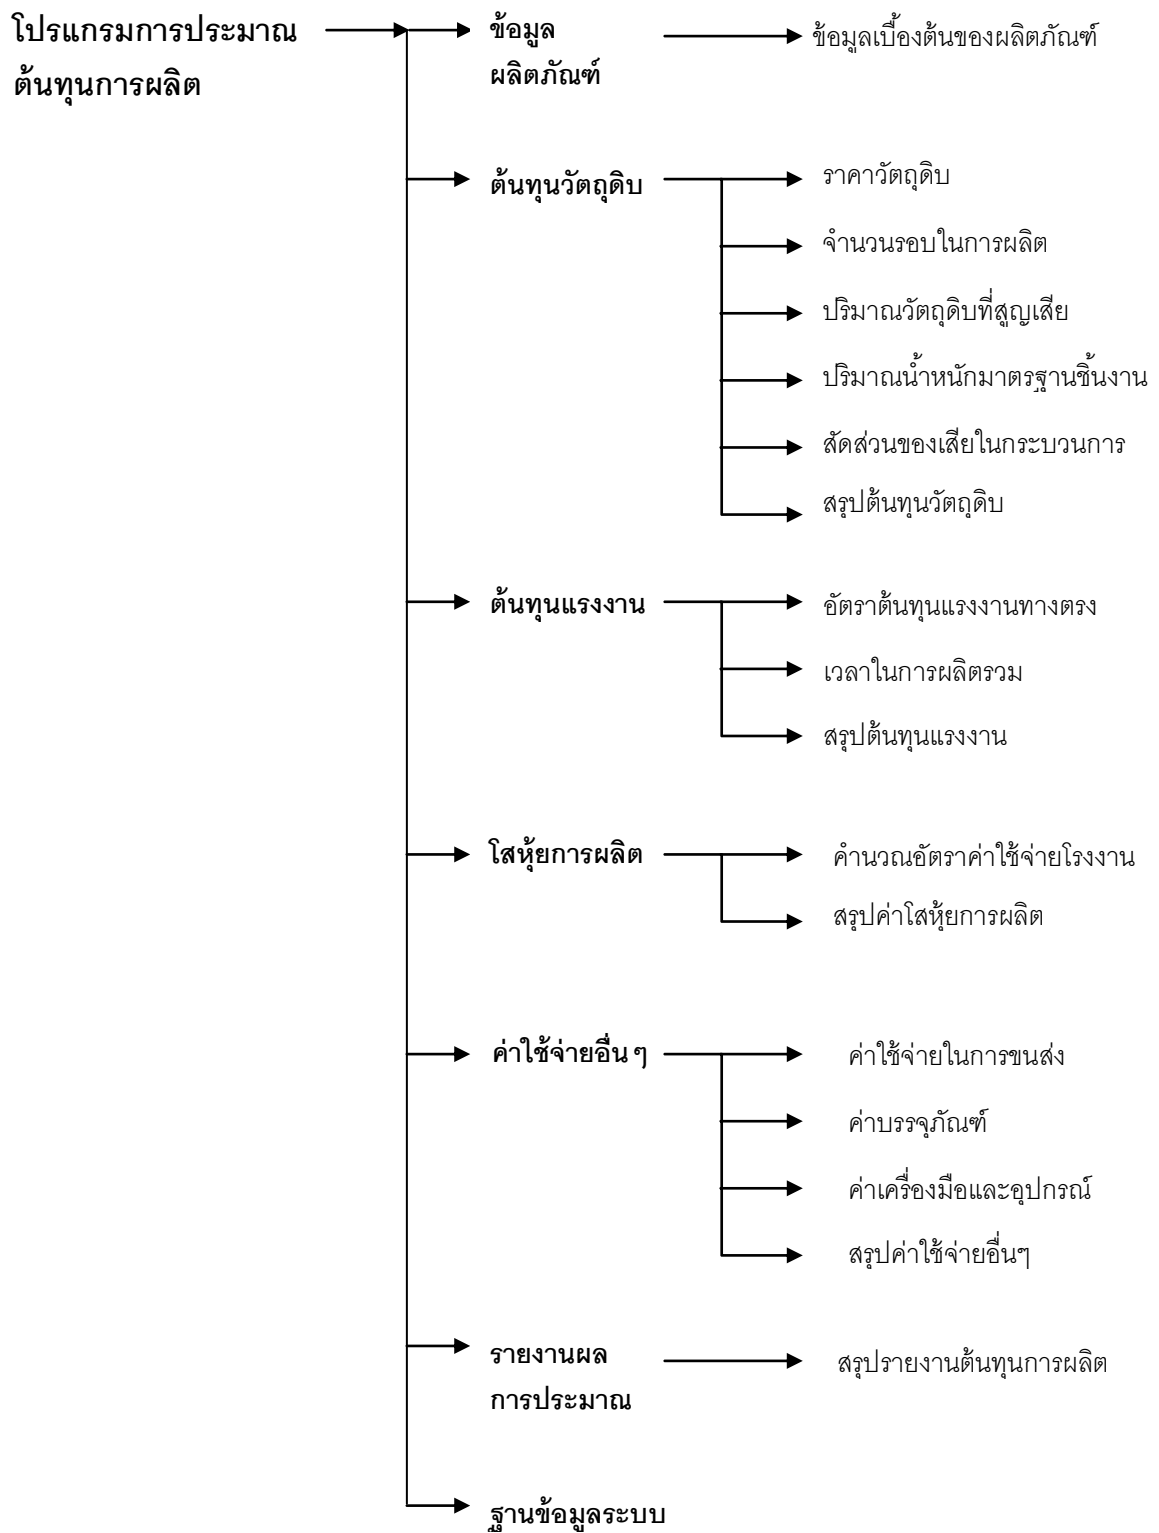 โปรแกรมการประมาณ
ต้นทุนการผลิต
ข้อมูล
ผลิตภัณฑ์
ข้อมูลเบื้องต้นของผลิตภัณฑ์
ต้นทุนวัตถุดิบ
ราคาวัตถุดิบ
จำนวนรอบในการผลิต
ปริมาณวัตถุดิบที่สูญเสีย
ปริมาณน้ำหนักมาตรฐานชิ้นงาน
สัดส่วนของเสียในกระบวนการ
สรุปต้นทุนวัตถุดิบ
ต้นทุนแรงงาน
อัตราต้นทุนแรงงานทางตรง
เวลาในการผลิตรวม
สรุปต้นทุนแรงงาน
โสหุ้ยการผลิต
คำนวณอัตราค่าใช้จ่ายโรงงาน
สรุปค่าโสหุ้ยการผลิต
ค่าใช้จ่ายอื่น ๆ
ค่าใช้จ่ายในการขนส่ง
ค่าบรรจุภัณฑ์
ค่าเครื่องมือและอุปกรณ์
สรุปค่าใช้จ่ายอื่นๆ
รายงานผล
การประมาณ
สรุปรายงานต้นทุนการผลิต
ฐานข้อมูลระบบ